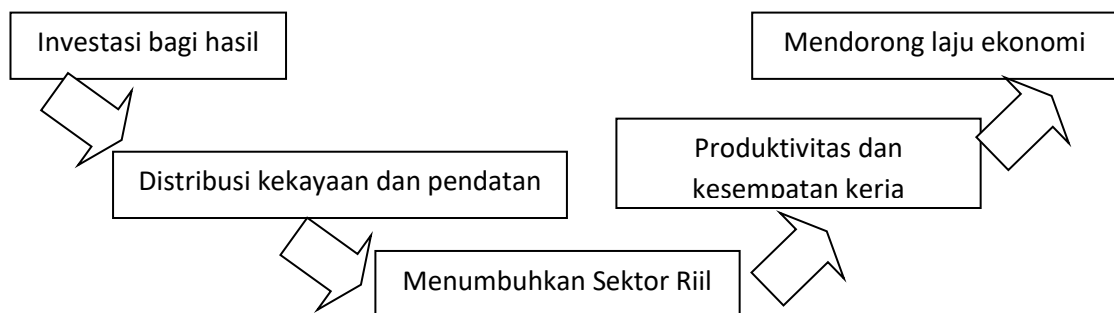 Investasi bagi hasil
Mendorong laju ekonomi
Distribusi kekayaan dan pendatan
Produktivitas dan
kesempatan kerja
Menumbuhkan Sektor Riil